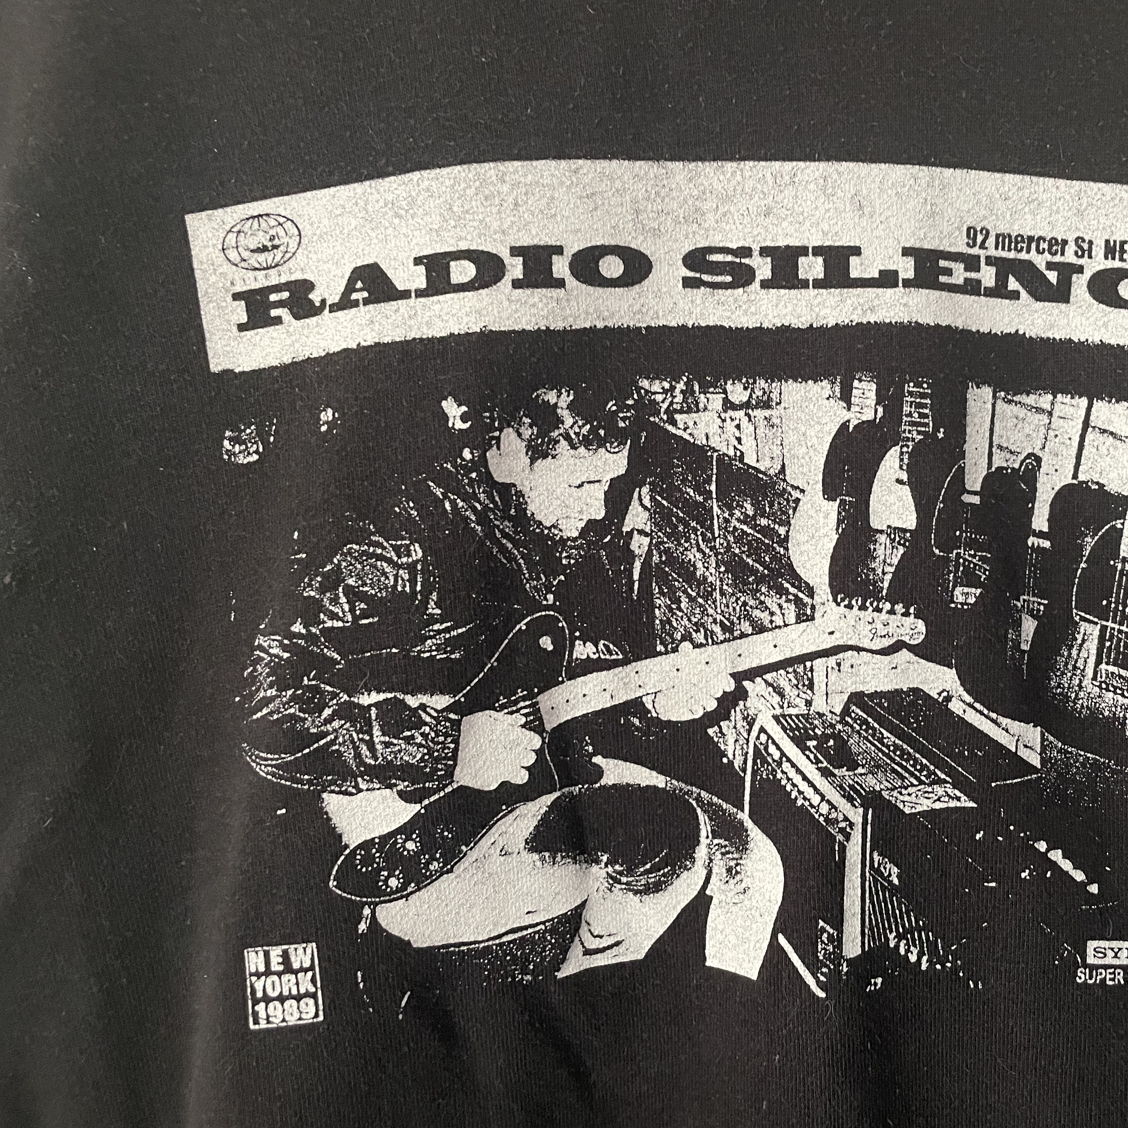 92 mercer St NE
RADIO SILENC
NEW
YORK
1989
SY
SUPER